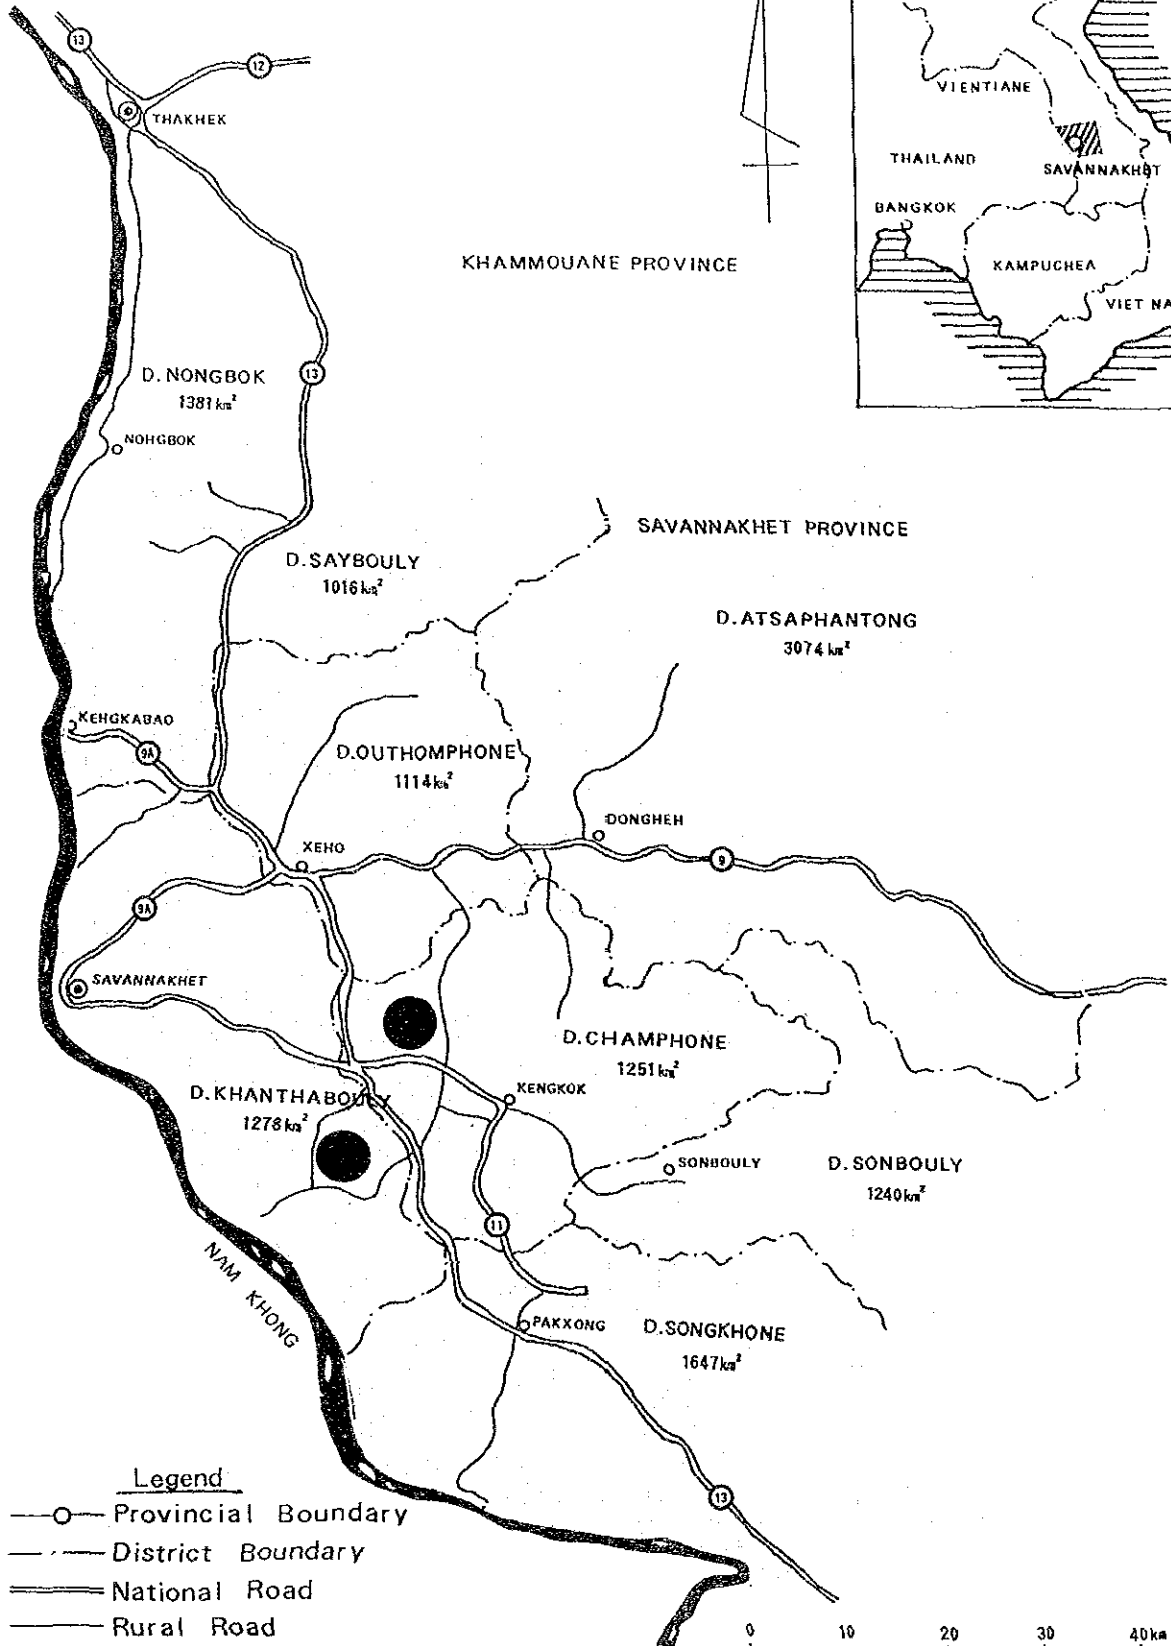 13
12
THAKHEK
VIENTIANE
THAILAND
SAVANNAKHET
BANGKOK
KAMPUCHEA
VIET NA
KHAMMOUANE PROVINCE
D. NONGBOK
1381 km²
13
NOHGBOK
SAVANNAKHET PROVINCE
D. SAYBOULY
1016 km²
D. ATSAPHANTONG
3074 km²
KEHGKABAO
9A
D. OUTHOMPHONE
1114 km²
DONGHEH
XEHO
9
9A
SAVANNAKHET
D. CHAMPHONE
1251 km²
D. KHANTHABOULY
1278 km²
KENGKOK
SONBOULY
D. SONBOULY
1240 km²
11
NAM KHONG
PAKXONG
D. SONGKHONE
1647 km²
13
Legend
Provincial Boundary
District Boundary
National Road
Rural Road
0 10 20 30 40 km